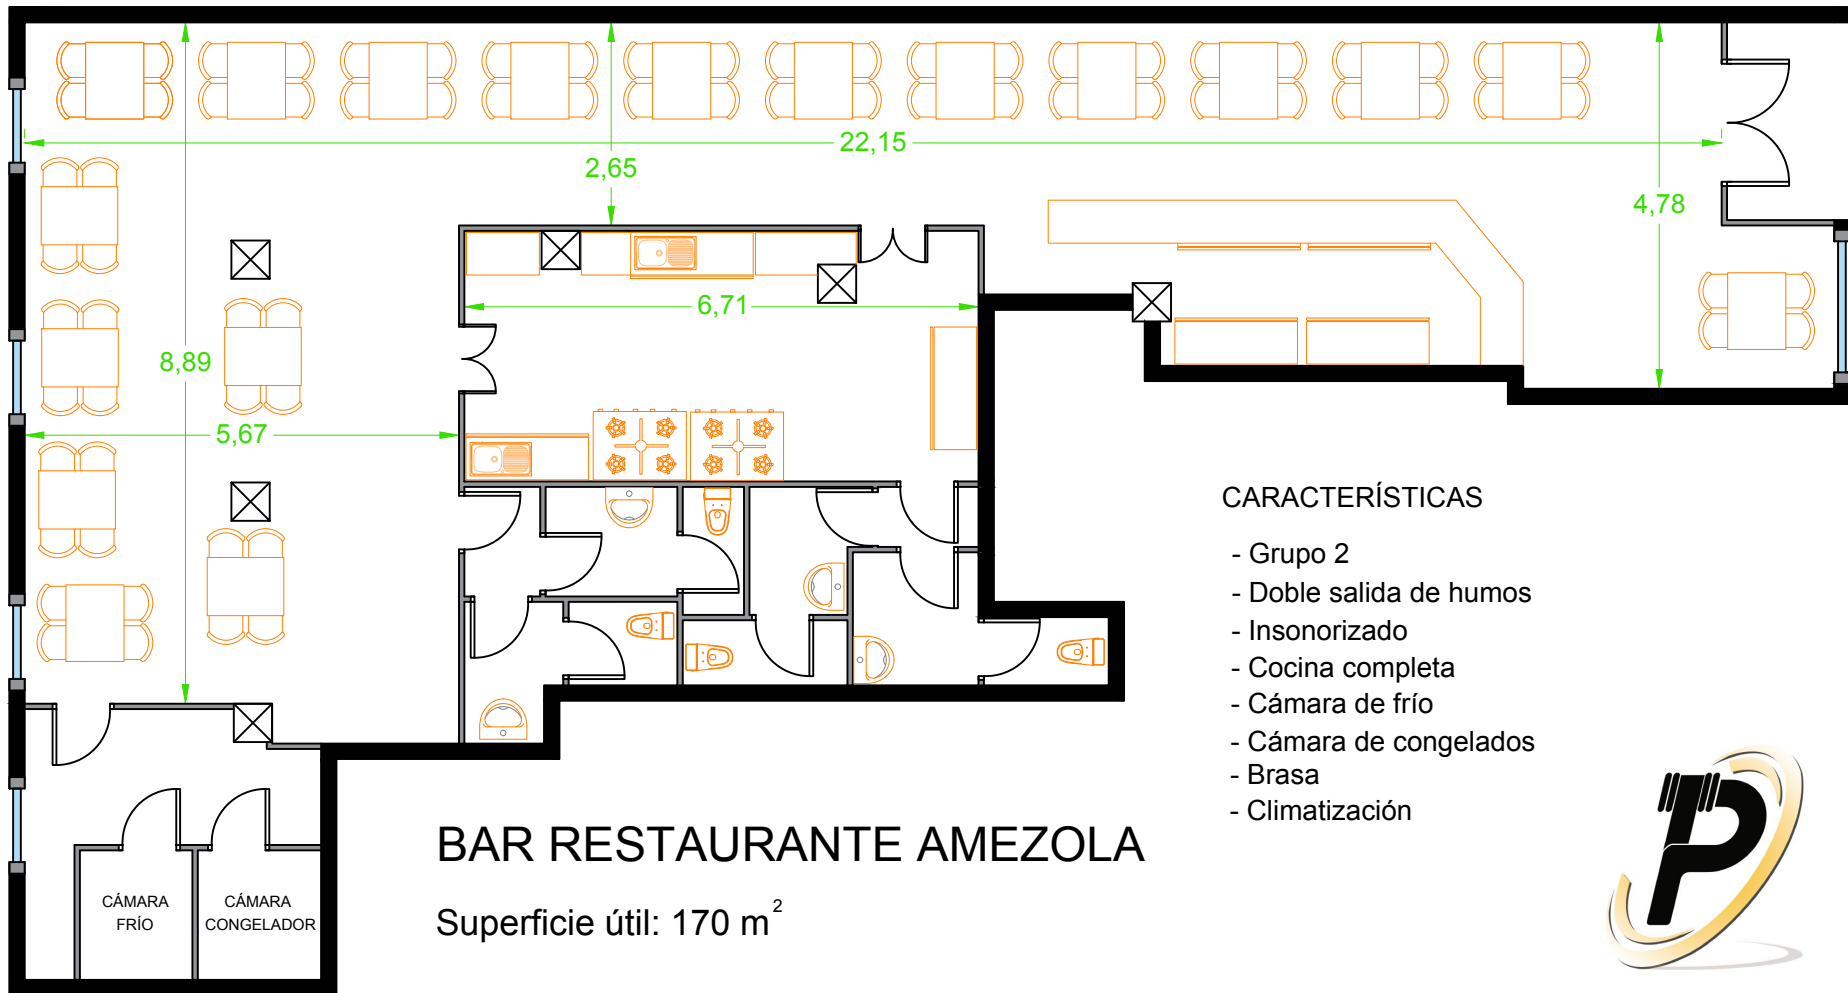 22,15
2,65
4,78
6,71
8,89
5,67
CARACTERÍSTICAS
- Grupo 2
- Doble salida de humos
- Insonorizado
- Cocina completa
- Cámara de frío
- Cámara de congelados
- Brasa
- Climatización
BAR RESTAURANTE AMEZOLA
Superficie útil: 170 m²
CÁMARA
FRÍO
CÁMARA
CONGELADOR
P